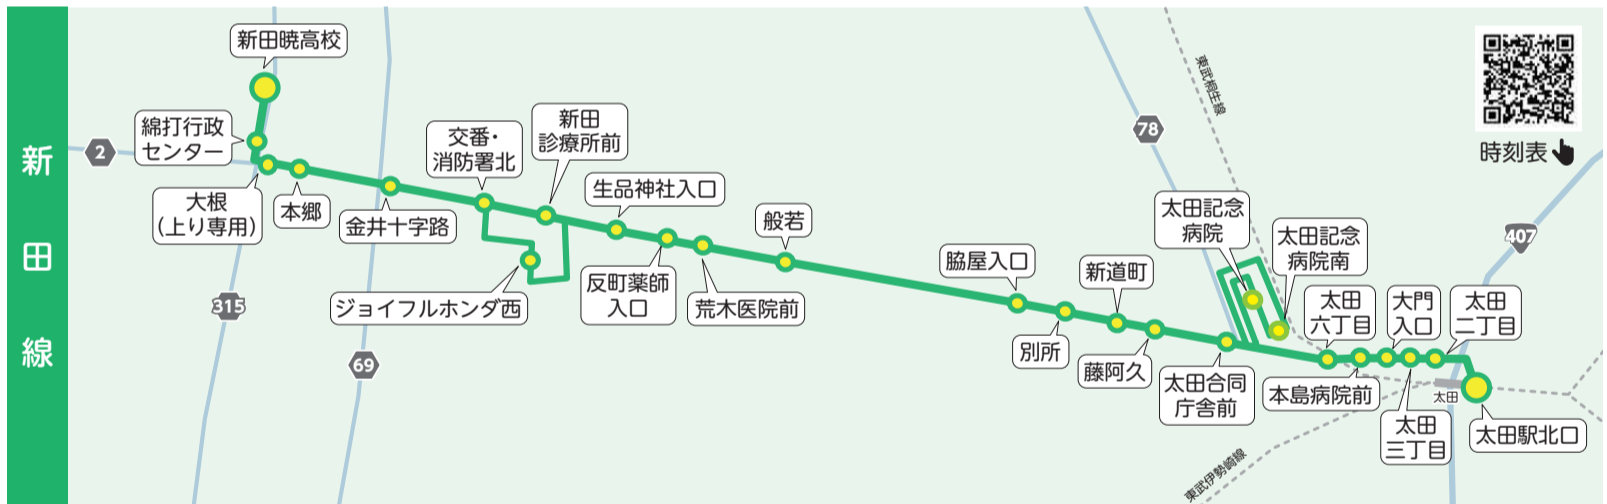 新田線
新田暁高校
綿打行政
センター
2
大根
(上り専用)
本郷
金井十字路
交番・
消防署北
新田
診療所前
ジョイフルホンダ西
生品神社入口
反町薬師
入口
荒木医院前
般若
脇屋入口
別所
新道町
藤阿久
太田合同
庁舎前
太田記念
病院
太田記念
病院南
太田
六丁目
本島病院前
大門
入口
太田
三丁目
太田
二丁目
太田駅北口
太田
315
69
78
407
東武桐生線
東武伊勢崎線
時刻表